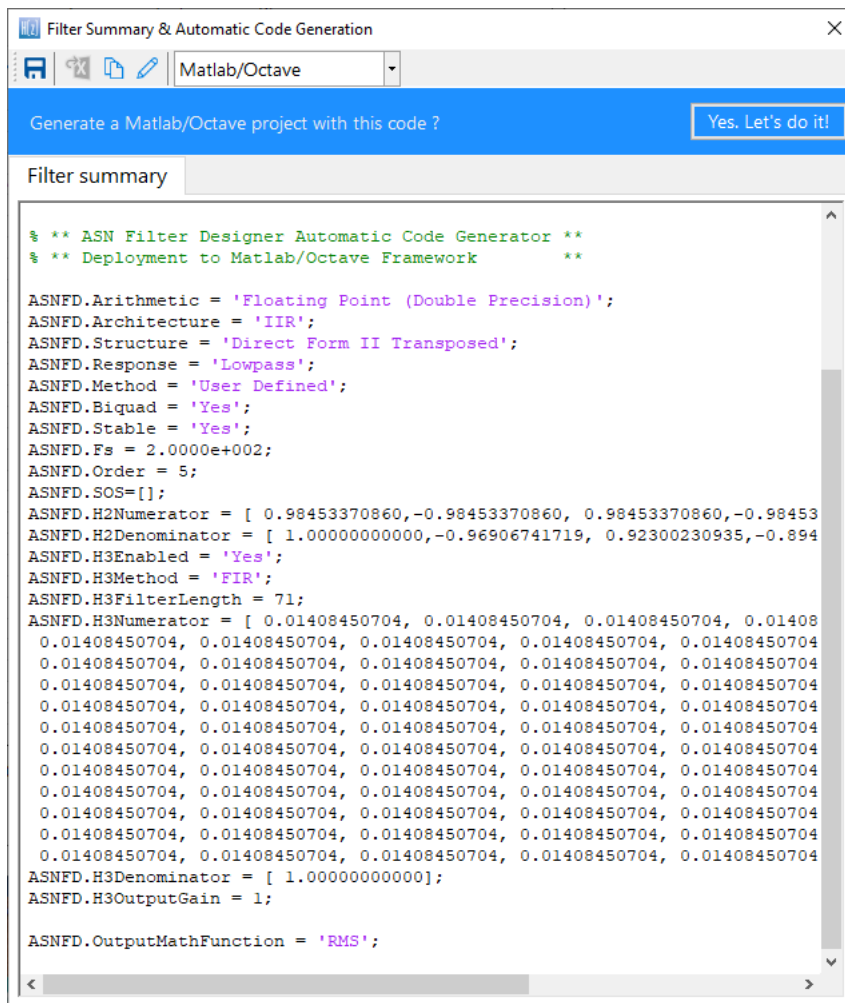 Filter Summary & Automatic Code Generation
Matlab/Octave
Generate a Matlab/Octave project with this code ?
Yes. Let's do it!
Filter summary
% ** ASN Filter Designer Automatic Code Generator **
% ** Deployment to Matlab/Octave Framework **
ASNFD.Arithmetic = 'Floating Point (Double Precision)';
ASNFD.Architecture = 'IIR';
ASNFD.Structure = 'Direct Form II Transposed';
ASNFD.Response = 'Lowpass';
ASNFD.Method = 'User Defined';
ASNFD.Biquad = 'Yes';
ASNFD.Stable = 'Yes';
ASNFD.Fs = 2.0000e+002;
ASNFD.Order = 5;
ASNFD.SOS=[];
ASNFD.H2Numerator = [ 0.98453370860,-0.98453370860, 0.98453370860,-0.98453
ASNFD.H2Denominator = [ 1.00000000000,-0.96906741719, 0.92300230935,-0.894
ASNFD.H3Enabled = 'Yes';
ASNFD.H3Method = 'FIR';
ASNFD.H3FilterLength = 71;
ASNFD.H3Numerator = [ 0.01408450704, 0.01408450704, 0.01408450704, 0.01408
0.01408450704, 0.01408450704, 0.01408450704, 0.01408450704, 0.01408450704
0.01408450704, 0.01408450704, 0.01408450704, 0.01408450704, 0.01408450704
0.01408450704, 0.01408450704, 0.01408450704, 0.01408450704, 0.01408450704
0.01408450704, 0.01408450704, 0.01408450704, 0.01408450704, 0.01408450704
0.01408450704, 0.01408450704, 0.01408450704, 0.01408450704, 0.01408450704
0.01408450704, 0.01408450704, 0.01408450704, 0.01408450704, 0.01408450704
0.01408450704, 0.01408450704, 0.01408450704, 0.01408450704, 0.01408450704
0.01408450704, 0.01408450704, 0.01408450704, 0.01408450704, 0.01408450704
0.01408450704, 0.01408450704, 0.01408450704, 0.01408450704, 0.01408450704
0.01408450704, 0.01408450704, 0.01408450704, 0.01408450704, 0.01408450704
0.01408450704, 0.01408450704, 0.01408450704, 0.01408450704, 0.01408450704
ASNFD.H3Denominator = [ 1.00000000000];
ASNFD.H3OutputGain = 1;
ASNFD.OutputMathFunction = 'RMS';